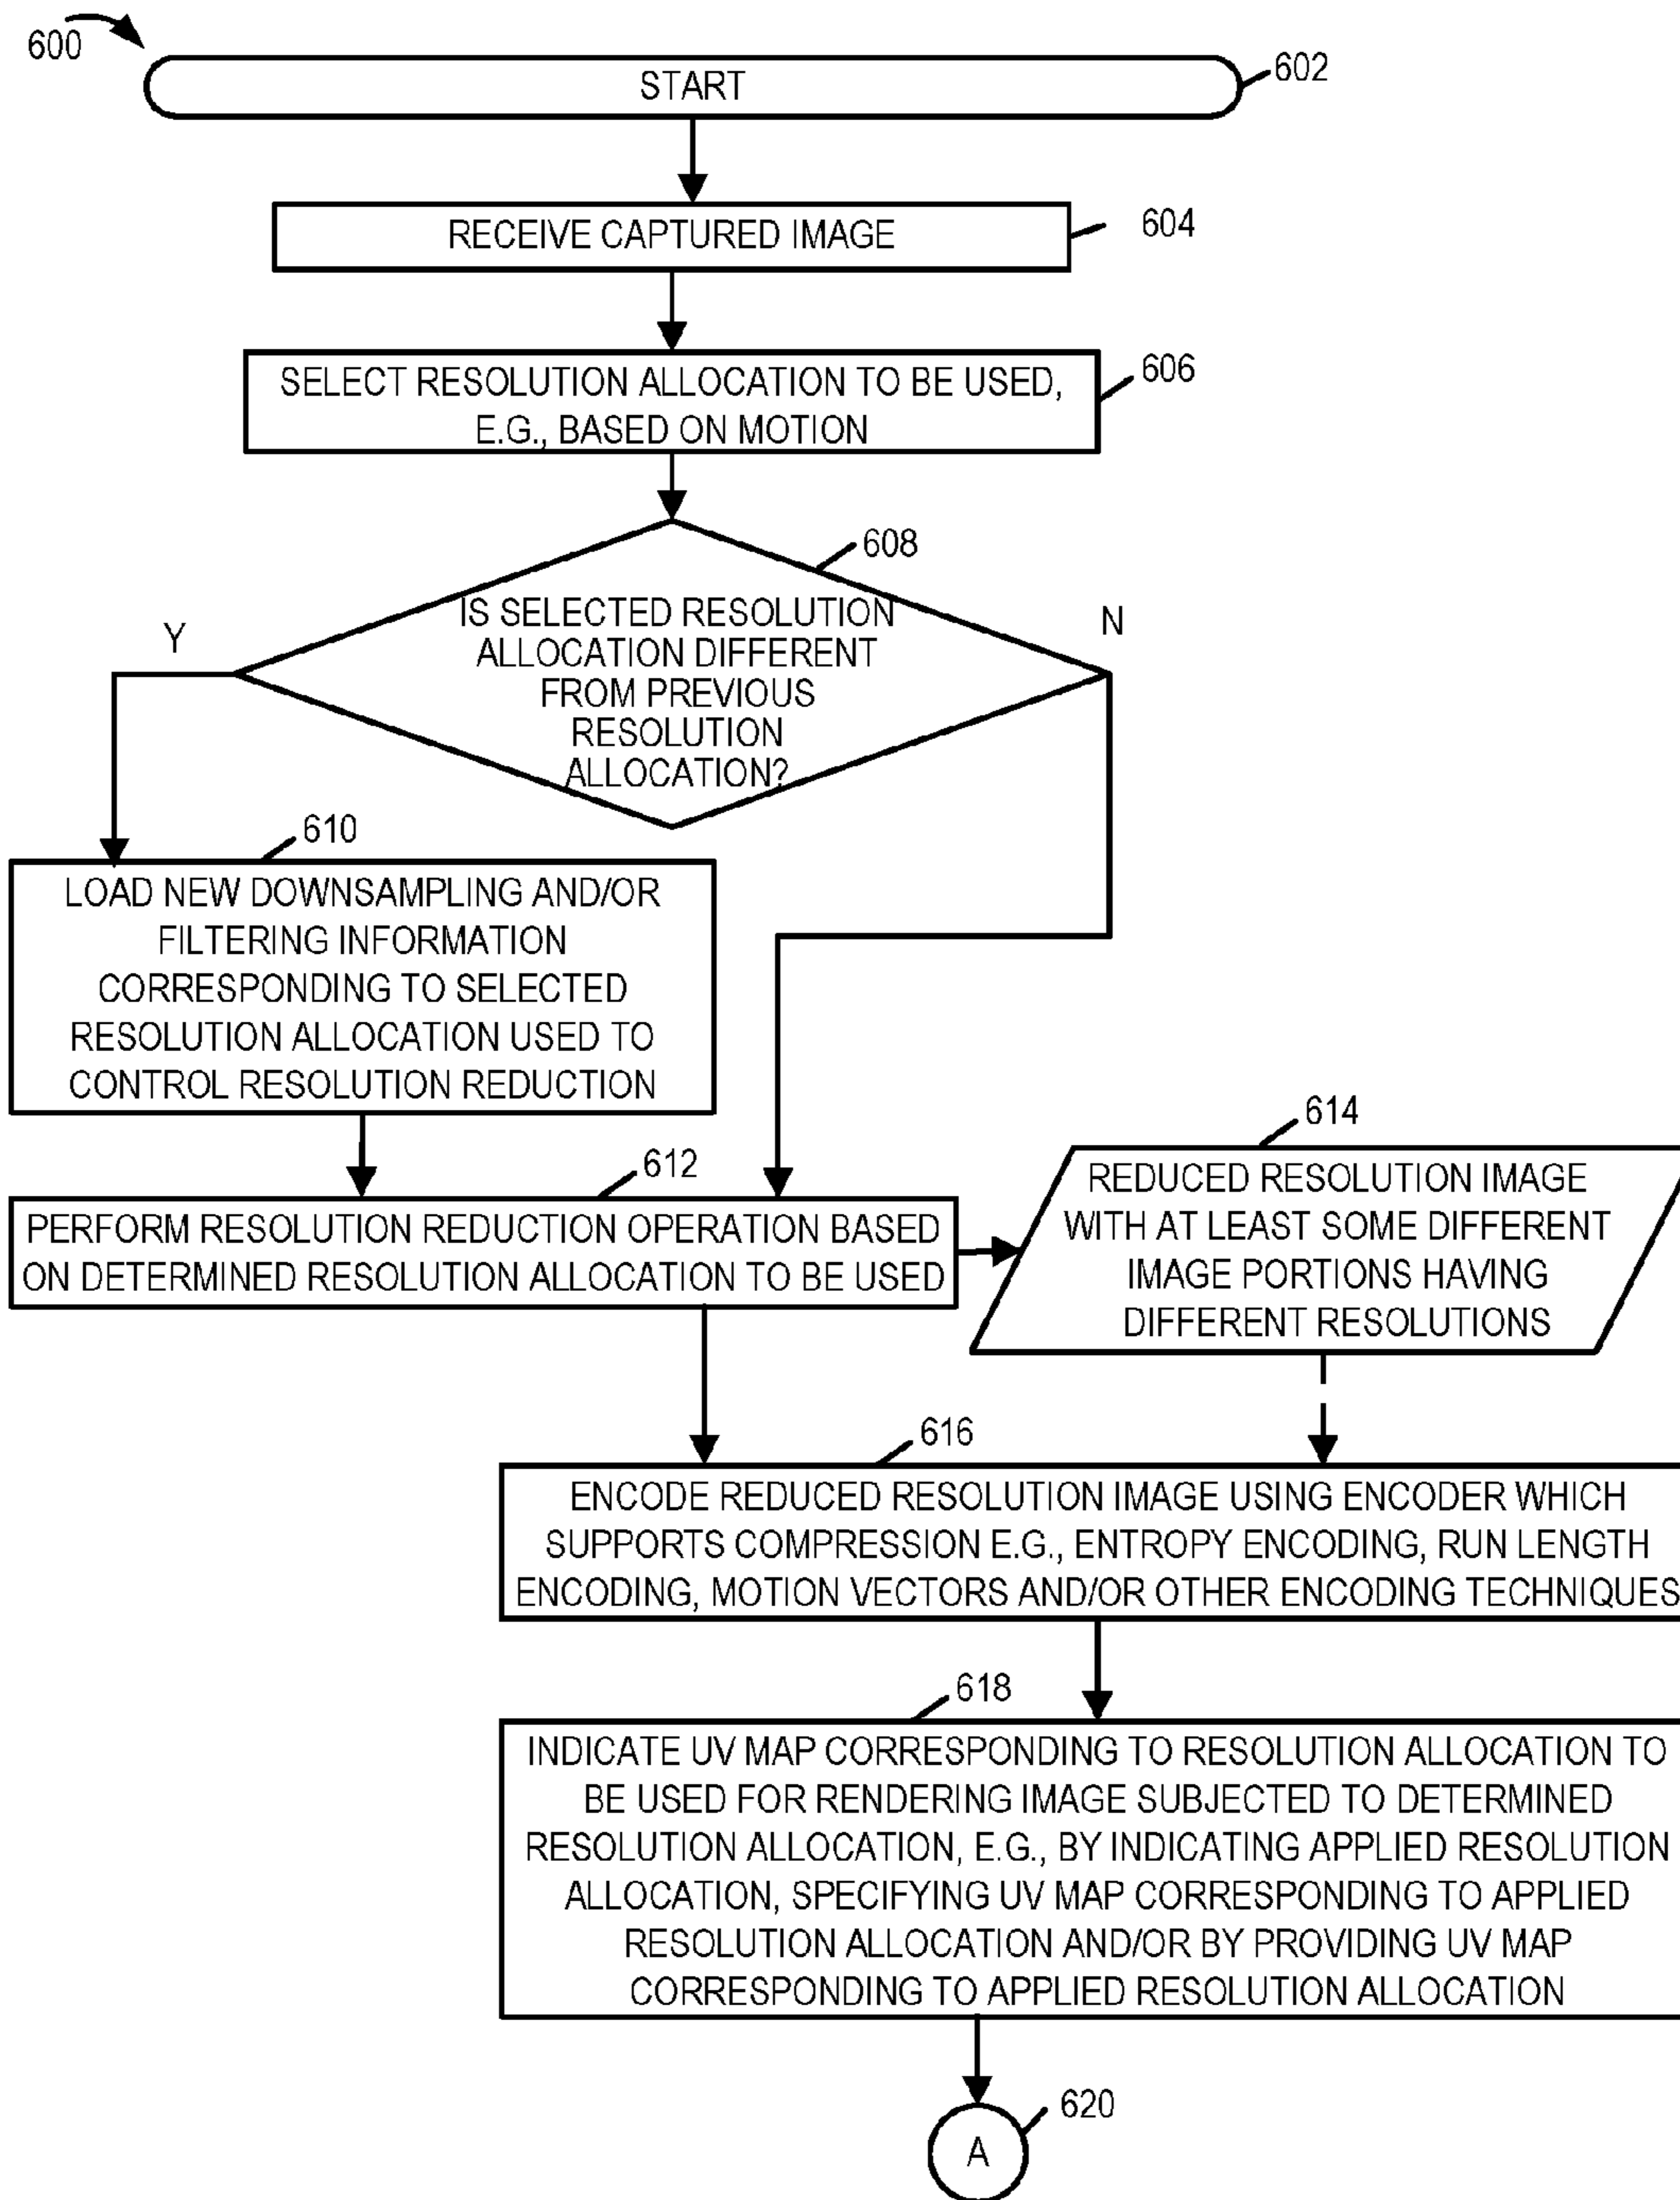 600
START
602
RECEIVE CAPTURED IMAGE
604
SELECT RESOLUTION ALLOCATION TO BE USED,
E.G., BASED ON MOTION
606
608
IS SELECTED RESOLUTION
ALLOCATION DIFFERENT
FROM PREVIOUS
RESOLUTION
ALLOCATION?
Y
N
610
LOAD NEW DOWNSAMPLING AND/OR
FILTERING INFORMATION
CORRESPONDING TO SELECTED
RESOLUTION ALLOCATION USED TO
CONTROL RESOLUTION REDUCTION
612
PERFORM RESOLUTION REDUCTION OPERATION BASED
ON DETERMINED RESOLUTION ALLOCATION TO BE USED
614
REDUCED RESOLUTION IMAGE
WITH AT LEAST SOME DIFFERENT
IMAGE PORTIONS HAVING
DIFFERENT RESOLUTIONS
616
ENCODE REDUCED RESOLUTION IMAGE USING ENCODER WHICH
SUPPORTS COMPRESSION E.G., ENTROPY ENCODING, RUN LENGTH
ENCODING, MOTION VECTORS AND/OR OTHER ENCODING TECHNIQUES
618
INDICATE UV MAP CORRESPONDING TO RESOLUTION ALLOCATION TO
BE USED FOR RENDERING IMAGE SUBJECTED TO DETERMINED
RESOLUTION ALLOCATION, E.G., BY INDICATING APPLIED RESOLUTION
ALLOCATION, SPECIFYING UV MAP CORRESPONDING TO APPLIED
RESOLUTION ALLOCATION AND/OR BY PROVIDING UV MAP
CORRESPONDING TO APPLIED RESOLUTION ALLOCATION
620
A